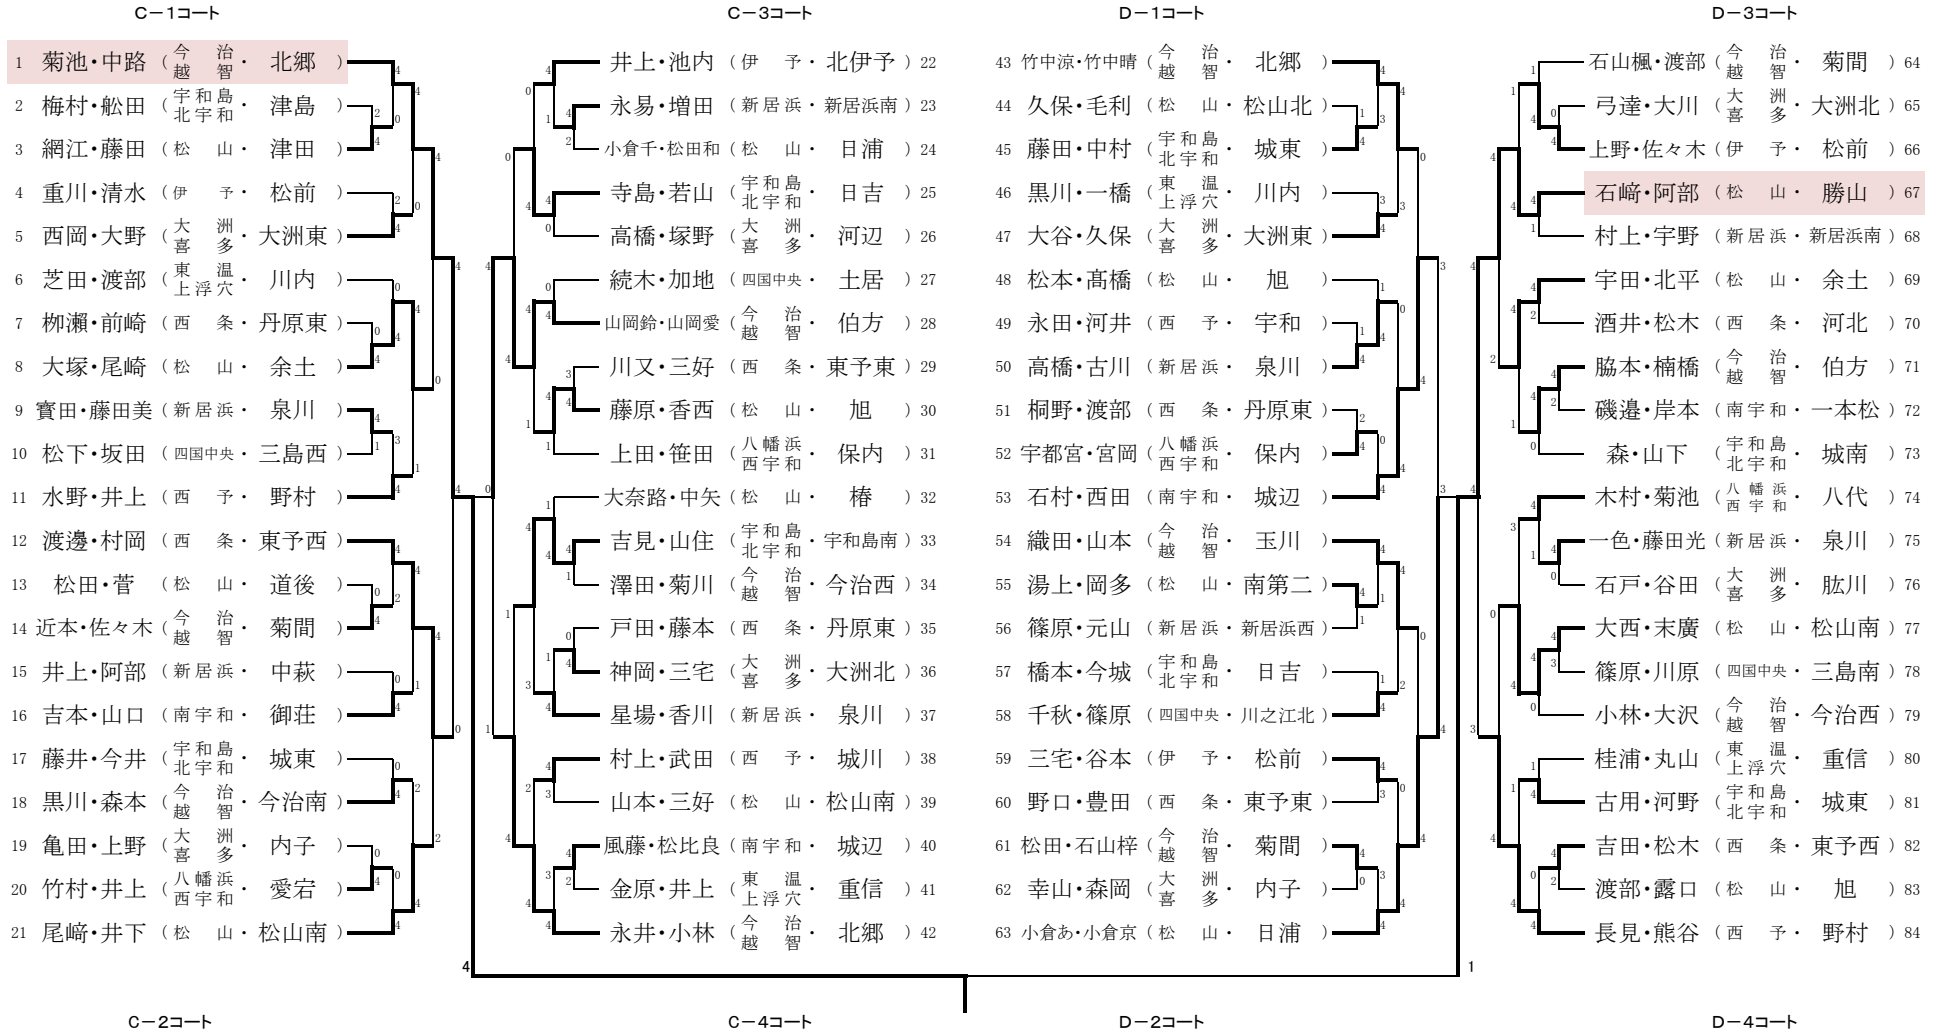 C－1コート
1 菊池・中路 （今治越智・北郷）
2 梅村・舩田 （宇和島北宇和・津島）
3 網江・藤田 （松山・津田）
4 重川・清水 （伊予・松前）
5 西岡・大野 （大洲喜多・大洲東）
6 芝田・渡部 （東温上浮穴・川内）
7 栁瀬・前崎 （西条・丹原東）
8 大塚・尾崎 （松山・余土）
9 寳田・藤田美 （新居浜・泉川）
10 松下・坂田 （四国中央・三島西）
11 水野・井上 （西予・野村）
12 渡邊・村岡 （西条・東予西）
13 松田・菅 （松山・道後）
14 近本・佐々木 （今治越智・菊間）
15 井上・阿部 （新居浜・中萩）
16 吉本・山口 （南宇和・御荘）
17 藤井・今井 （宇和島北宇和・城東）
18 黒川・森本 （今治越智・今治南）
19 亀田・上野 （大洲喜多・内子）
20 竹村・井上 （八幡浜西宇和・愛宕）
21 尾﨑・井下 （松山・松山南）
C－2コート
C－3コート
井上・池内 （伊予・北伊予） 22
永易・増田 （新居浜・新居浜南） 23
小倉千・松田和 （松山・日浦） 24
寺島・若山 （宇和島北宇和・日吉） 25
高橋・塚野 （大洲喜多・河辺） 26
続木・加地 （四国中央・土居） 27
山岡鈴・山岡愛 （今治越智・伯方） 28
川又・三好 （西条・東予東） 29
藤原・香西 （松山・旭） 30
上田・笹田 （八幡浜西宇和・保内） 31
大奈路・中矢 （松山・椿） 32
吉見・山住 （宇和島北宇和・宇和島南） 33
澤田・菊川 （今治越智・今治西） 34
戸田・藤本 （西条・丹原東） 35
神岡・三宅 （大洲喜多・大洲北） 36
星場・香川 （新居浜・泉川） 37
村上・武田 （西予・城川） 38
山本・三好 （松山・松山南） 39
風藤・松比良 （南宇和・城辺） 40
金原・井上 （東温上浮穴・重信） 41
永井・小林 （今治越智・北郷） 42
C－4コート
D－1コート
43 竹中涼・竹中晴 （今治越智・北郷）
44 久保・毛利 （松山・松山北）
45 藤田・中村 （宇和島北宇和・城東）
46 黒川・一橋 （東温上浮穴・川内）
47 大谷・久保 （大洲喜多・大洲東）
48 松本・髙橋 （松山・旭）
49 永田・河井 （西予・宇和）
50 高橋・古川 （新居浜・泉川）
51 桐野・渡部 （西条・丹原東）
52 宇都宮・宮岡 （八幡浜西宇和・保内）
53 石村・西田 （南宇和・城辺）
54 織田・山本 （今治越智・玉川）
55 湯上・岡多 （松山・南第二）
56 篠原・元山 （新居浜・新居浜西）
57 橋本・今城 （宇和島北宇和・日吉）
58 千秋・篠原 （四国中央・川之江北）
59 三宅・谷本 （伊予・松前）
60 野口・豊田 （西条・東予東）
61 松田・石山梓 （今治越智・菊間）
62 幸山・森岡 （大洲喜多・内子）
63 小倉あ・小倉京 （松山・日浦）
D－2コート
D－3コート
石山楓・渡部 （今治越智・菊間） 64
弓達・大川 （大洲喜多・大洲北） 65
上野・佐々木 （伊予・松前） 66
石﨑・阿部 （松山・勝山） 67
村上・宇野 （新居浜・新居浜南） 68
宇田・北平 （松山・余土） 69
酒井・松木 （西条・河北） 70
脇本・楠橋 （今治越智・伯方） 71
磯邉・岸本 （南宇和・一本松） 72
森・山下 （宇和島北宇和・城南） 73
木村・菊池 （八幡浜西宇和・八代） 74
一色・藤田光 （新居浜・泉川） 75
石戸・谷田 （大洲喜多・肱川） 76
大西・末廣 （松山・松山南） 77
篠原・川原 （四国中央・三島南） 78
小林・大沢 （今治越智・今治西） 79
桂浦・丸山 （東温上浮穴・重信） 80
古用・河野 （宇和島北宇和・城東） 81
吉田・松木 （西条・東予西） 82
渡部・露口 （松山・旭） 83
長見・熊谷 （西予・野村） 84
D－4コート
4
1